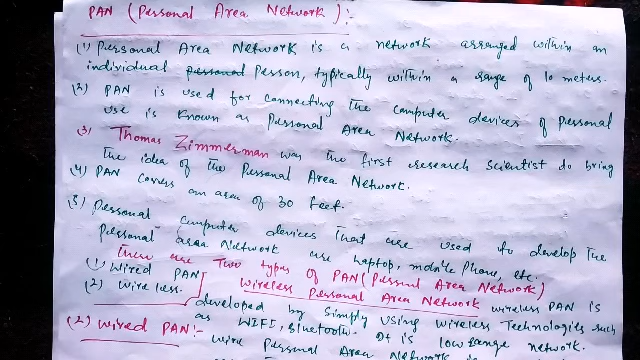 PAN (Personal Area Network) :-
(1) Personal Area Network is a network arranged within an
individual personal Person, typically within a range of 10 meters.
(2) PAN is used for connecting the computer devices of personal
use is known as Personal Area Network.
(3) Thomas Zimmerman was the first research scientist to bring
the idea of the Personal Area Network.
(4) PAN covers an area of 30 feet.
(5) Personal computer devices that are used to develop the
personal area Network are laptop, mobile phone, etc.
There are Two types of PAN (Personal Area Network)
(1) Wired PAN
(2) Wireless.
Wireless Personal Area Network
wireless PAN is
developed by simply using wireless Technologies such
as WIFI, Bluetooth. It is low range network.
(2) Wired PAN :-
wire Personal Area Network is